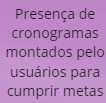 Presença de
cronogramas
montados pelo
usuários para
cumprir metas